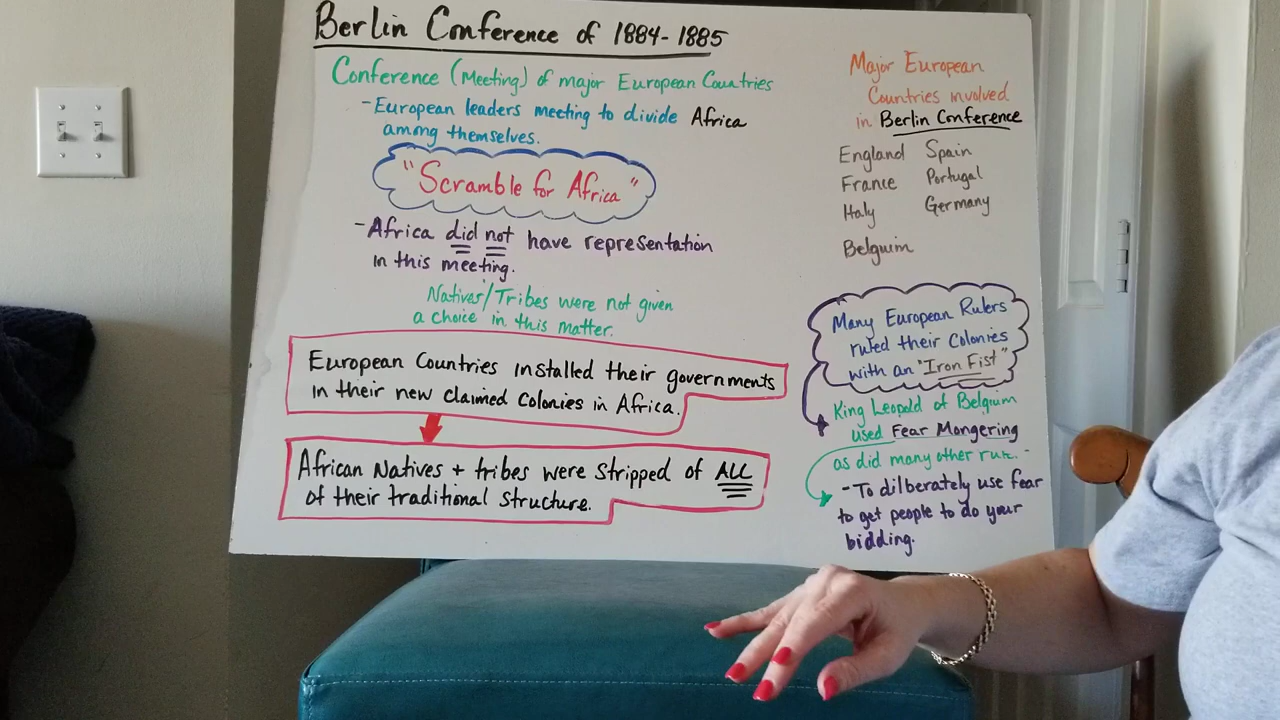 Berlin Conference of 1884-1885
Conference (Meeting) of major European Countries
- European leaders meeting to divide Africa
among themselves.
"Scramble for Africa"
- Africa did not have representation
in this meeting.
Natives/Tribes were not given
a choice in this matter.
European Countries installed their governments
in their new claimed Colonies in Africa.
African Natives + tribes were stripped of ALL
of their traditional structure.
Major European
Countries involved
in Berlin Conference
England Spain
France Portugal
Italy Germany
Belguim
Many European Rulers
ruled their Colonies
with an "Iron Fist"
King Leopold of Belgium
used Fear Mongering
as did many other
- To dilberately use fear
to get people to do your
bidding.